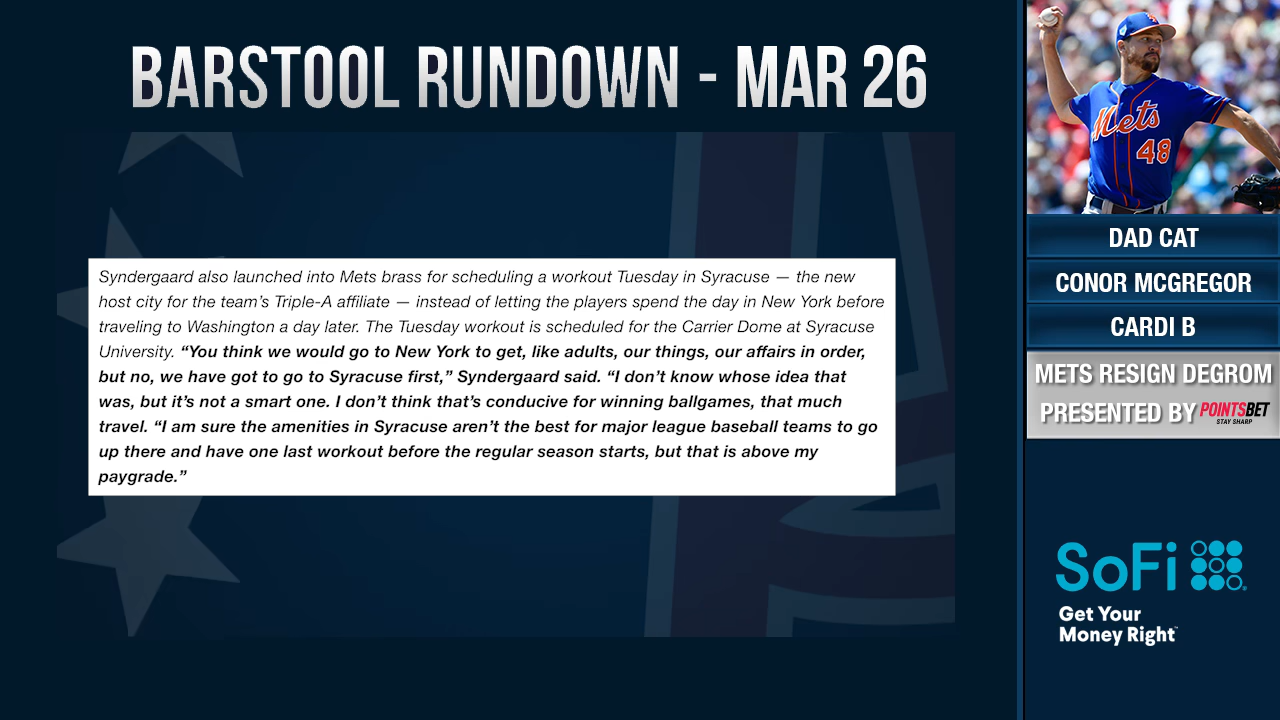 BARSTOOL RUNDOWN - MAR 26
Syndergaard also launched into Mets brass for scheduling a workout Tuesday in Syracuse — the new
host city for the team’s Triple-A affiliate — instead of letting the players spend the day in New York before
traveling to Washington a day later. The Tuesday workout is scheduled for the Carrier Dome at Syracuse
University. “You think we would go to New York to get, like adults, our things, our affairs in order,
but no, we have got to go to Syracuse first,” Syndergaard said. “I don’t know whose idea that
was, but it’s not a smart one. I don’t think that’s conducive for winning ballgames, that much
travel. “I am sure the amenities in Syracuse aren’t the best for major league baseball teams to go
up there and have one last workout before the regular season starts, but that is above my
paygrade.”
Mets
48
DAD CAT
CONOR MCGREGOR
CARDI B
METS RESIGN DEGROM
PRESENTED BY POINTSBET
STAY SHARP
SoFi
Get Your
Money Right™